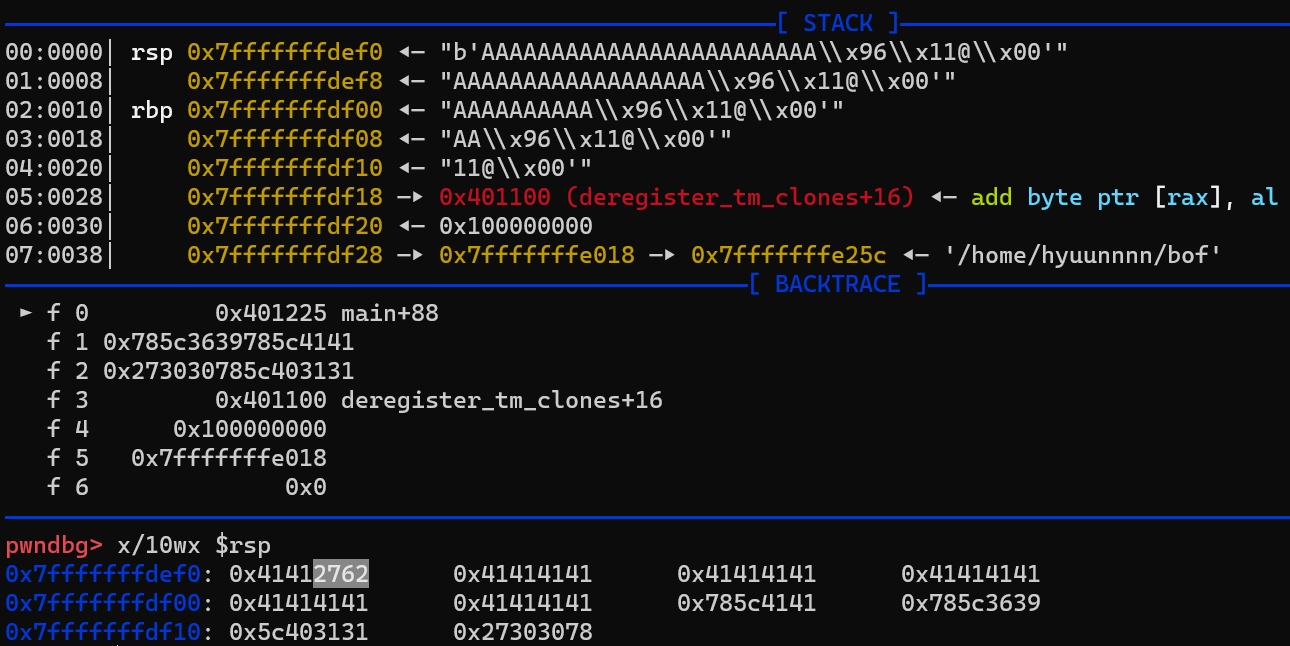 [ STACK ]
00:0000│ rsp 0x7fffffffdef0 ◂— "b'AAAAAAAAAAAAAAAAAAAAAAAA\\x96\\x11@\\x00'"
01:0008│ 0x7fffffffdef8 ◂— "AAAAAAAAAAAAAAAAAA\\x96\\x11@\\x00'"
02:0010│ rbp 0x7fffffffdf00 ◂— "AAAAAAAAAA\\x96\\x11@\\x00'"
03:0018│ 0x7fffffffdf08 ◂— "AA\\x96\\x11@\\x00'"
04:0020│ 0x7fffffffdf10 ◂— "11@\\x00'"
05:0028│ 0x7fffffffdf18 —▸ 0x401100 (deregister_tm_clones+16) ◂— add byte ptr [rax], al
06:0030│ 0x7fffffffdf20 ◂— 0x100000000
07:0038│ 0x7fffffffdf28 —▸ 0x7fffffffe018 —▸ 0x7fffffffe25c ◂— '/home/hyuunnnn/bof'
[ BACKTRACE ]
► f 0 0x401225 main+88
f 1 0x785c3639785c4141
f 2 0x273030785c403131
f 3 0x401100 deregister_tm_clones+16
f 4 0x100000000
f 5 0x7fffffffe018
f 6 0x0
pwndbg> x/10wx $rsp
0x7fffffffdef0: 0x41412762 0x41414141 0x41414141 0x41414141
0x7fffffffdf00: 0x41414141 0x41414141 0x785c4141 0x785c3639
0x7fffffffdf10: 0x5c403131 0x27303078